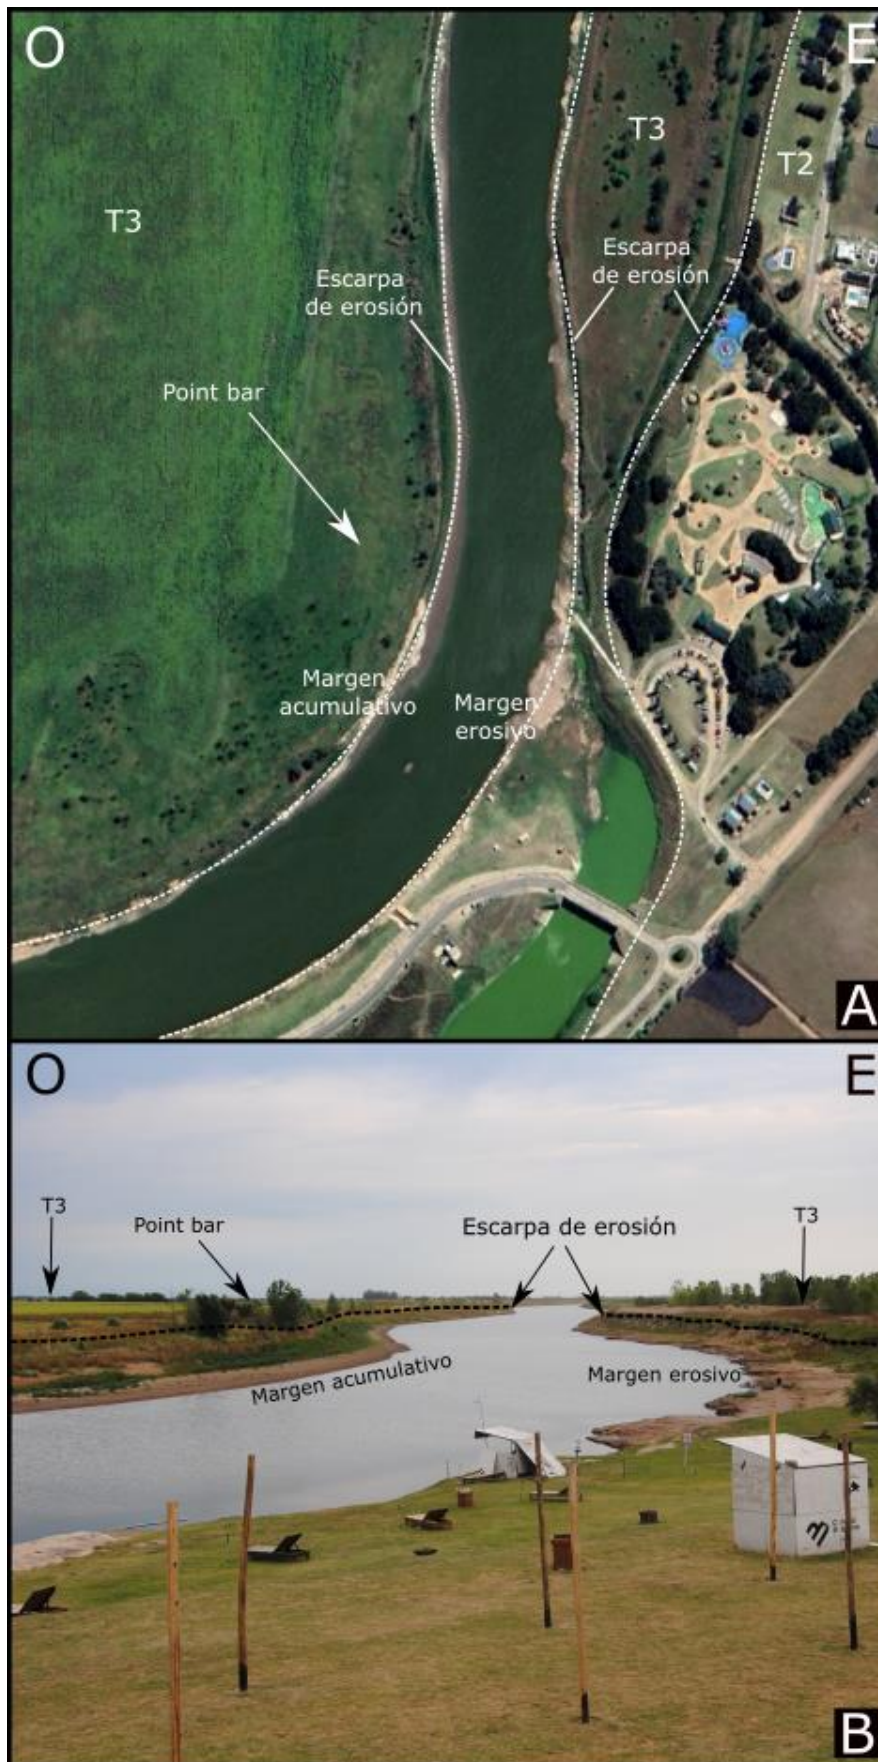 O
E
T3
T2
T3
Escarpa
de erosión
Escarpa
de erosión
Point bar
Margen
acumulativo
Margen
erosivo
A
O
E
T3
Point bar
Escarpa de erosión
T3
Margen acumulativo
Margen erosivo
B